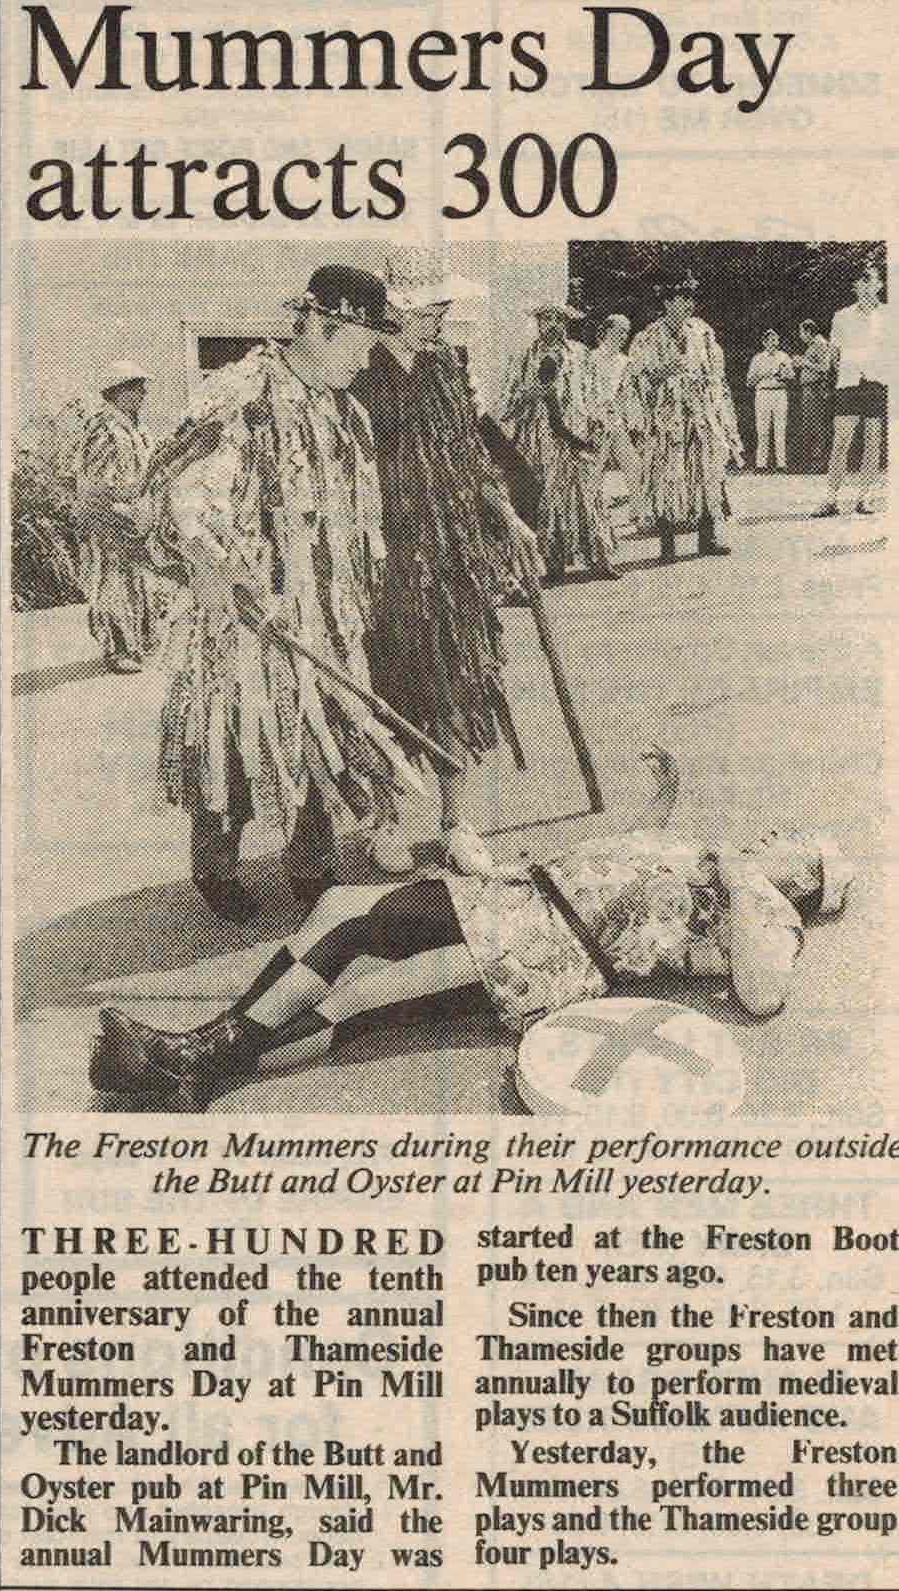 Mummers Day
attracts 300
The Freston Mummers during their performance outside
the Butt and Oyster at Pin Mill yesterday.
THREE-HUNDRED
people attended the tenth
anniversary of the annual
Freston and Thameside
Mummers Day at Pin Mill
yesterday.
The landlord of the Butt and
Oyster pub at Pin Mill, Mr.
Dick Mainwaring, said the
annual Mummers Day was
started at the Freston Boot
pub ten years ago.
Since then the Freston and
Thameside groups have met
annually to perform medieval
plays to a Suffolk audience.
Yesterday, the Freston
Mummers performed three
plays and the Thameside group
four plays.